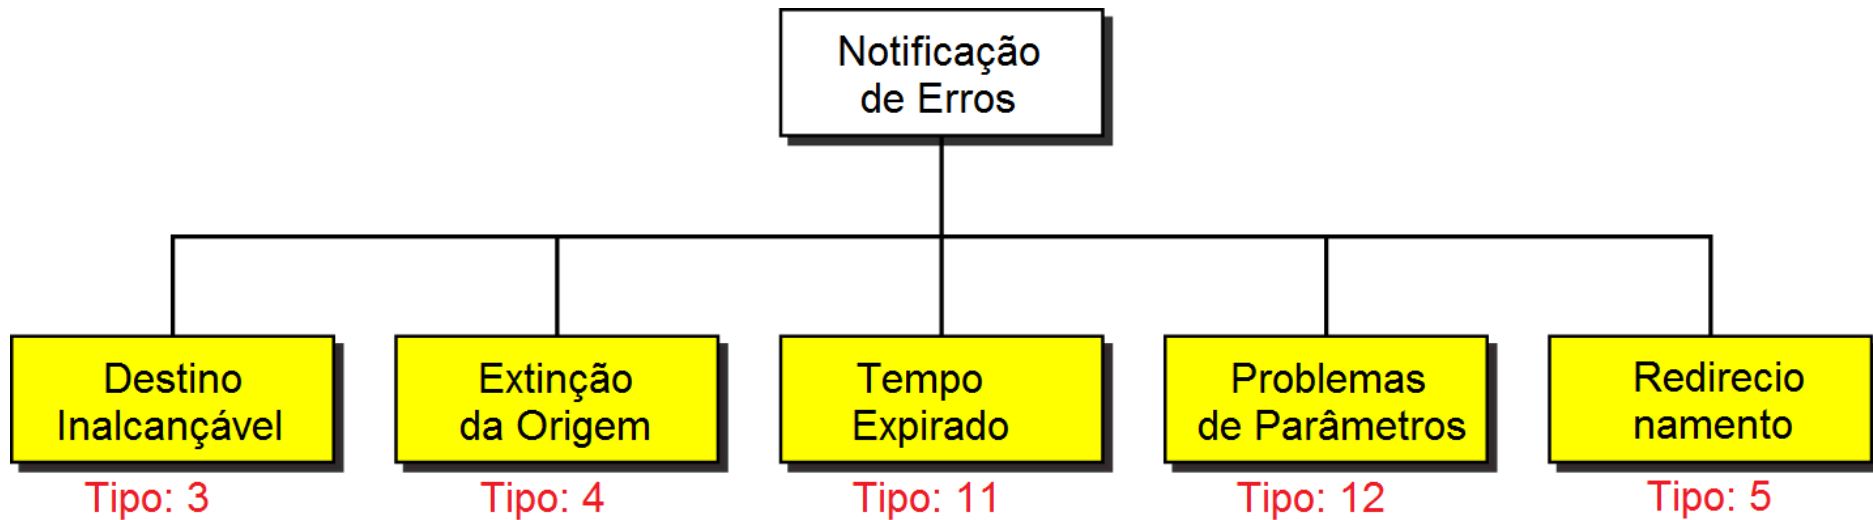 Notificação
de Erros
Destino
Inalcançável
Tipo: 3
Extinção
da Origem
Tipo: 4
Tempo
Expirado
Tipo: 11
Problemas
de Parâmetros
Tipo: 12
Redirecio
namento
Tipo: 5